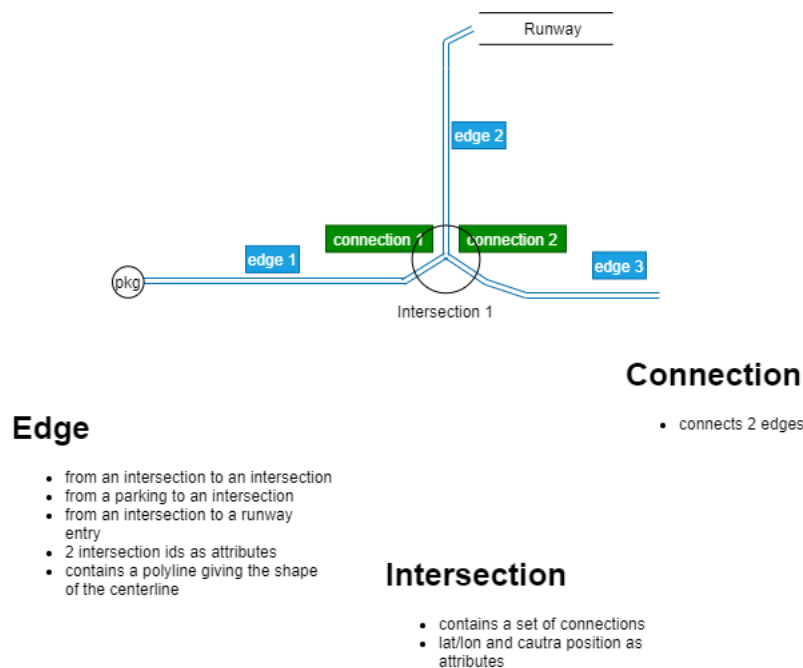 Runway
edge 2
connection 1
connection 2
edge 1
edge 3
pkg
Intersection 1
Connection
• connects 2 edges
Edge
• from an intersection to an intersection
• from a parking to an intersection
• from an intersection to a runway
entry
• 2 intersection ids as attributes
• contains a polyline giving the shape
of the centerline
Intersection
• contains a set of connections
• lat/lon and cautra position as
attributes